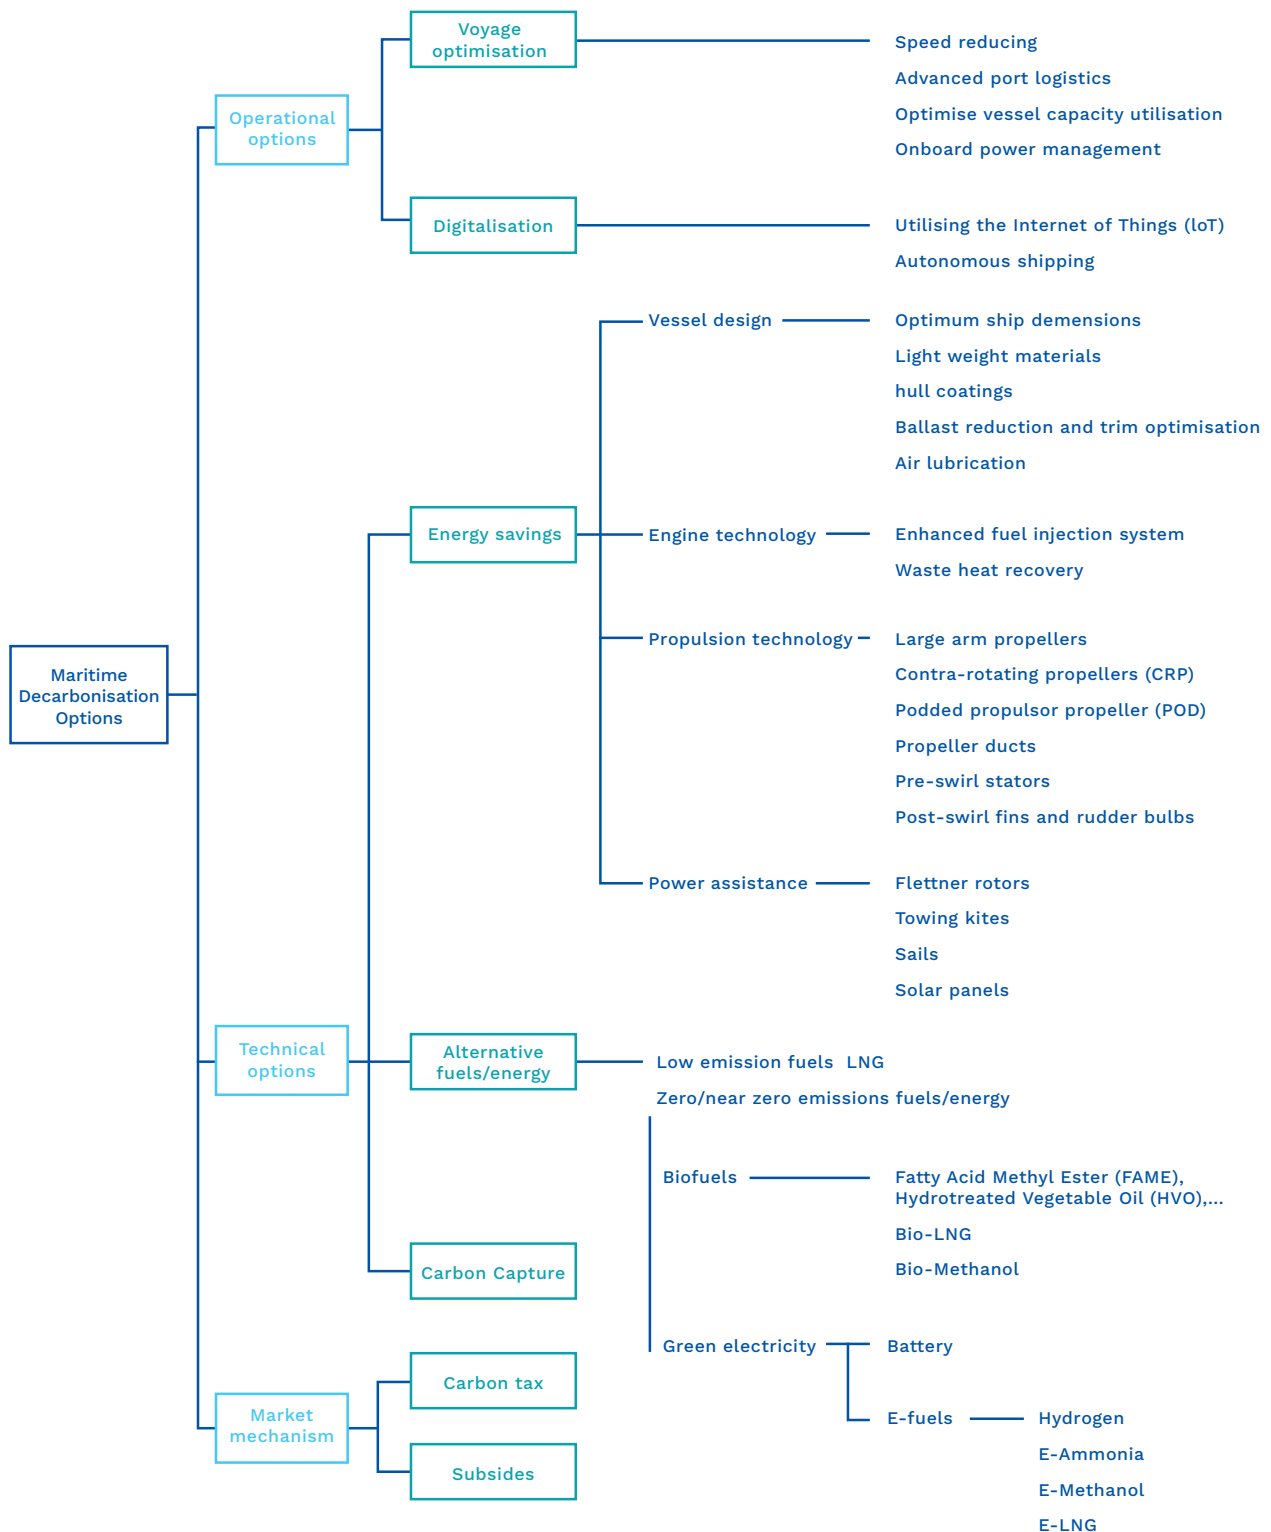 Voyage
optimisation
Speed reducing
Advanced port logistics
Optimise vessel capacity utilisation
Onboard power management
Operational
options
Digitalisation
Utilising the Internet of Things (loT)
Autonomous shipping
Vessel design
Optimum ship demensions
Light weight materials
hull coatings
Ballast reduction and trim optimisation
Air lubrication
Energy savings
Engine technology
Enhanced fuel injection system
Waste heat recovery
Propulsion technology
Large arm propellers
Contra-rotating propellers (CRP)
Podded propulsor propeller (POD)
Propeller ducts
Pre-swirl stators
Post-swirl fins and rudder bulbs
Maritime
Decarbonisation
Options
Power assistance
Flettner rotors
Towing kites
Sails
Solar panels
Technical
options
Alternative
fuels/energy
Low emission fuels LNG
Zero/near zero emissions fuels/energy
Biofuels
Fatty Acid Methyl Ester (FAME),
Hydrotreated Vegetable Oil (HVO),...
Bio-LNG
Bio-Methanol
Carbon Capture
Green electricity
Battery
E-fuels
Hydrogen
E-Ammonia
E-Methanol
E-LNG
Market
mechanism
Carbon tax
Subsides